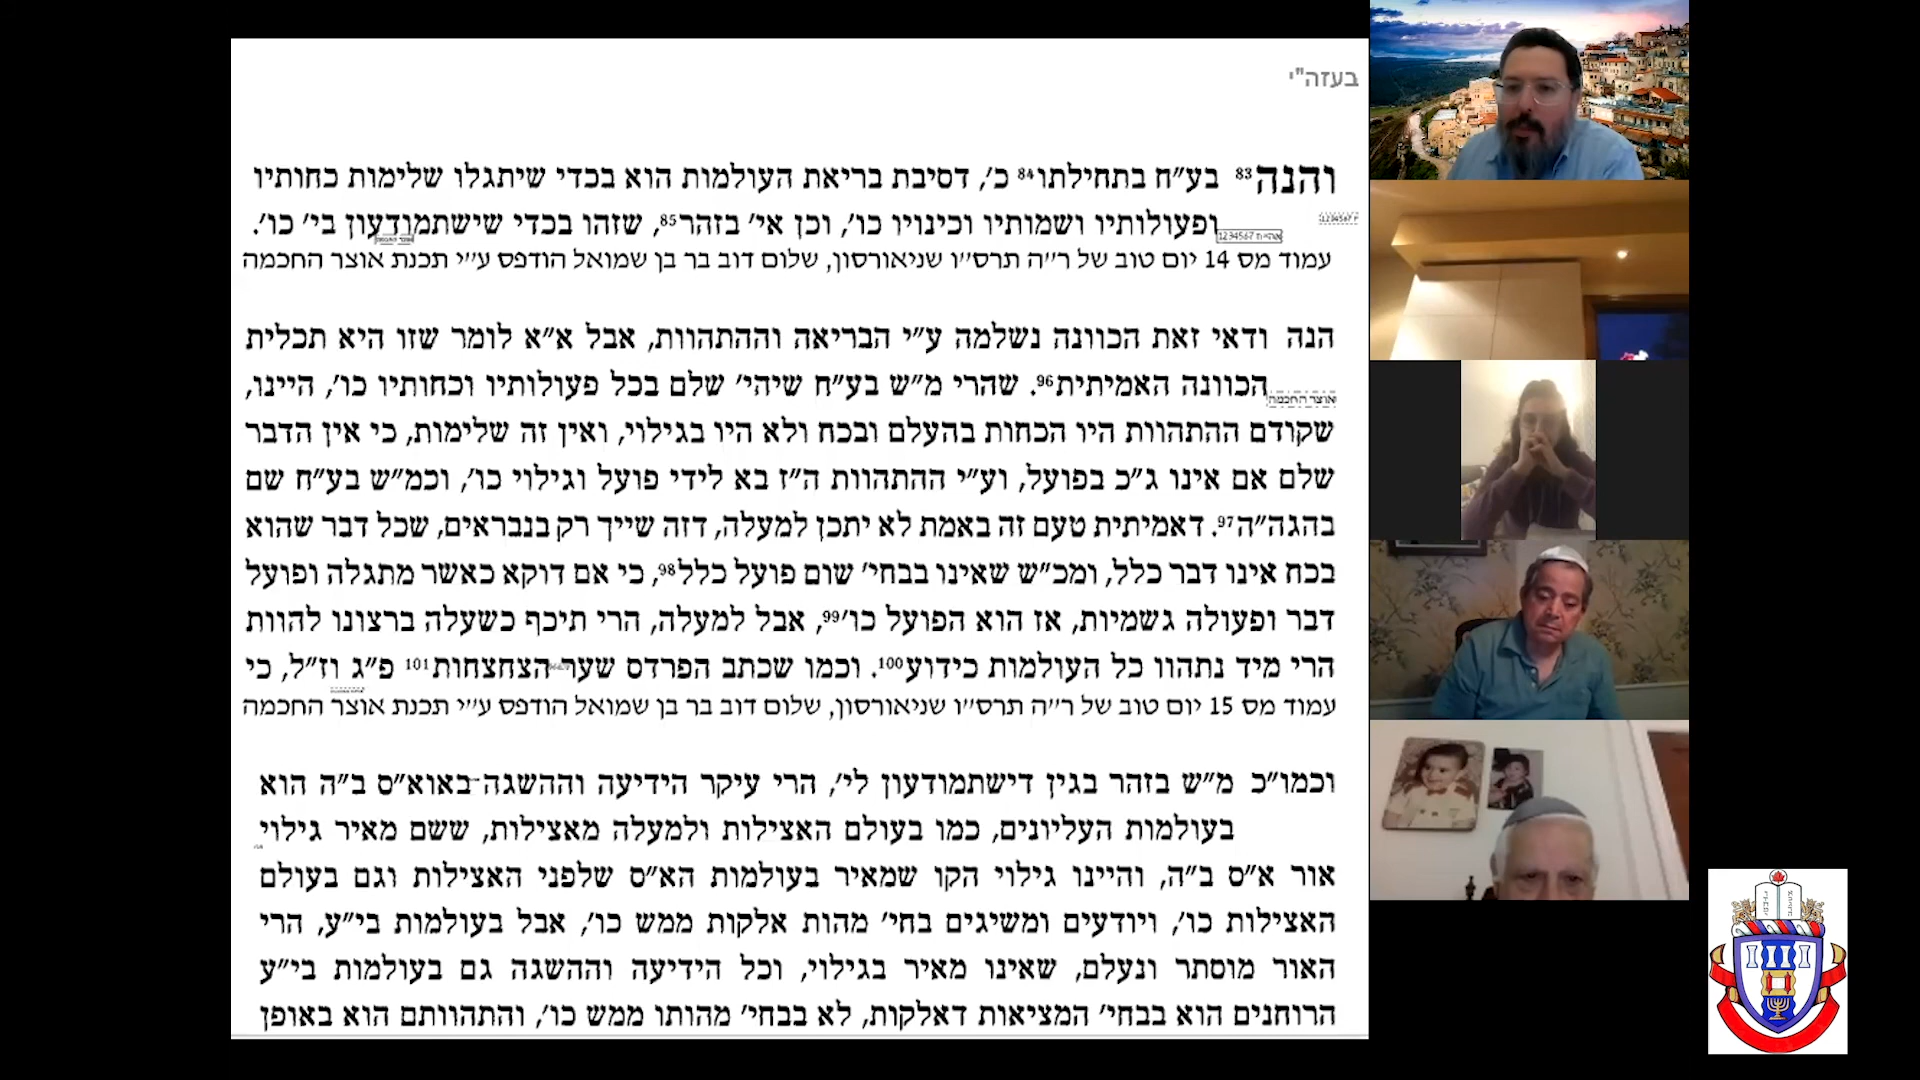 בעזה"י
והנה83 בע״ח בתחילתו84 כ׳, דסיבת בריאת העולמות הוא בכדי שיתגלו שלימות כחותיו
ופעולותיו ושמותיו וכינויו כו׳, וכן אי׳ בזהר85, שזהו בכדי שישתמודעון בי׳ כו׳.
עמוד מס 14 יום טוב של ר''ה תרס''ו שניאורסון, שלום דוב בר בן שמואל הודפס ע''י תכנת אוצר החכמה
הנה ודאי זאת הכוונה נשלמה ע״י הבריאה וההתהוות, אבל א״א לומר שזו היא תכלית
הכוונה האמיתית96. שהרי מ״ש בע״ח שיהי׳ שלם בכל פעולותיו וכחותיו כו׳, היינו,
אוצר החכמה
שקודם ההתהוות היו הכחות בהעלם ובכח ולא היו בגילוי, ואין זה שלימות, כי אין הדבר
שלם אם אינו ג״כ בפועל, וע״י ההתהוות ה״ז בא לידי פועל וגילוי כו׳, וכמ״ש בע״ח שם
בהגה״ה97. דאמיתית טעם זה באמת לא יתכן למעלה, דזה שייך רק בנבראים, שכל דבר שהוא
בכח אינו דבר כלל, ומכ״ש שאינו בבחי׳ שום פועל כלל98, כי אם דוקא כאשר מתגלה ופועל
דבר ופעולה גשמיות, אז הוא הפועל כו׳99, אבל למעלה, הרי תיכף כשעלה ברצונו להוות
הרי מיד נתהוו כל העולמות כידוע100. וכמו שכתב הפרדס שער הצחצחות101 פ״ג וז״ל, כי
עמוד מס 15 יום טוב של ר''ה תרס''ו שניאורסון, שלום דוב בר בן שמואל הודפס ע''י תכנת אוצר החכמה
וכמו״כ מ״ש בזהר בגין דישתמודעון לי׳, הרי עיקר הידיעה וההשגה באוא״ס ב״ה הוא
בעולמות העליונים, כמו בעולם האצילות ולמעלה מאצילות, ששם מאיר גילוי
אור א״ס ב״ה, והיינו גילוי הקו שמאיר בעולמות הא״ס שלפני האצילות וגם בעולם
האצילות כו׳, ויודעים ומשיגים בחי׳ מהות אלקות ממש כו׳, אבל בעולמות בי״ע, הרי
האור מוסתר ונעלם, שאינו מאיר בגילוי, וכל הידיעה וההשגה גם בעולמות בי״ע
הרוחנים הוא בבחי׳ המציאות דאלקות, לא בבחי׳ מהותו ממש כו׳, והתהוותם הוא באופן